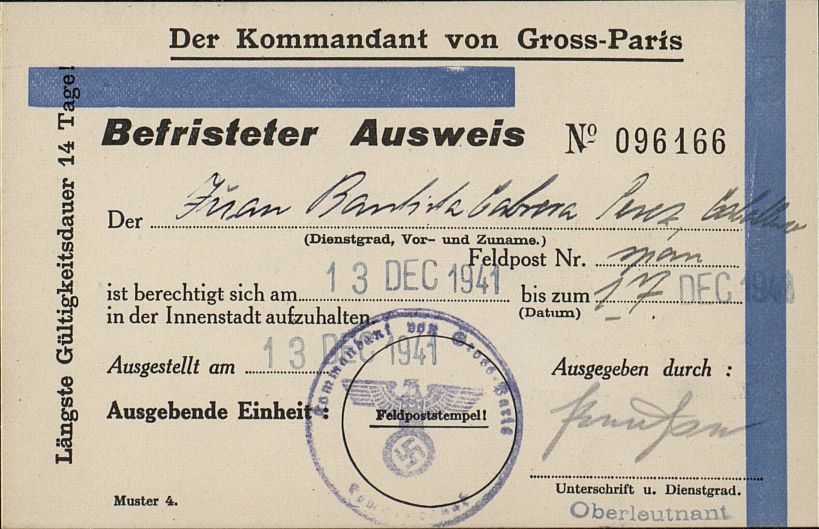 Der Kommandant von Gross-Paris
Längste Gültigkeitsdauer 14 Tage!
Befristeter Ausweis Nº 096166
Der Juan Bautista Cabrera Perez,
(Dienstgrad, Vor- und Zuname.)
Feldpost Nr.
ist berechtigt sich am 13 DEC 1941 bis zum 17 DEC
in der Innenstadt aufzuhalten. (Datum)
Ausgestellt am 13 DEC 1941 Ausgegeben durch :
Ausgebende Einheit :
Kommandant von Gross-Paris
Feldpoststempel!
Unterschrift u. Dienstgrad.
Muster 4.
Oberleutnant